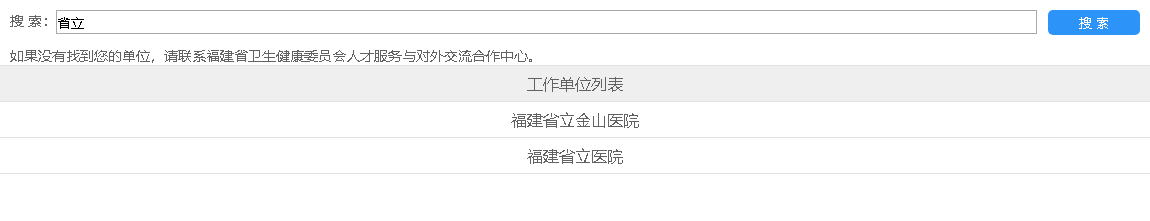 搜 索： 省立 搜 索
如果没有找到您的单位，请联系福建省卫生健康委员会人才服务与对外交流合作中心。
工作单位列表
福建省立金山医院
福建省立医院